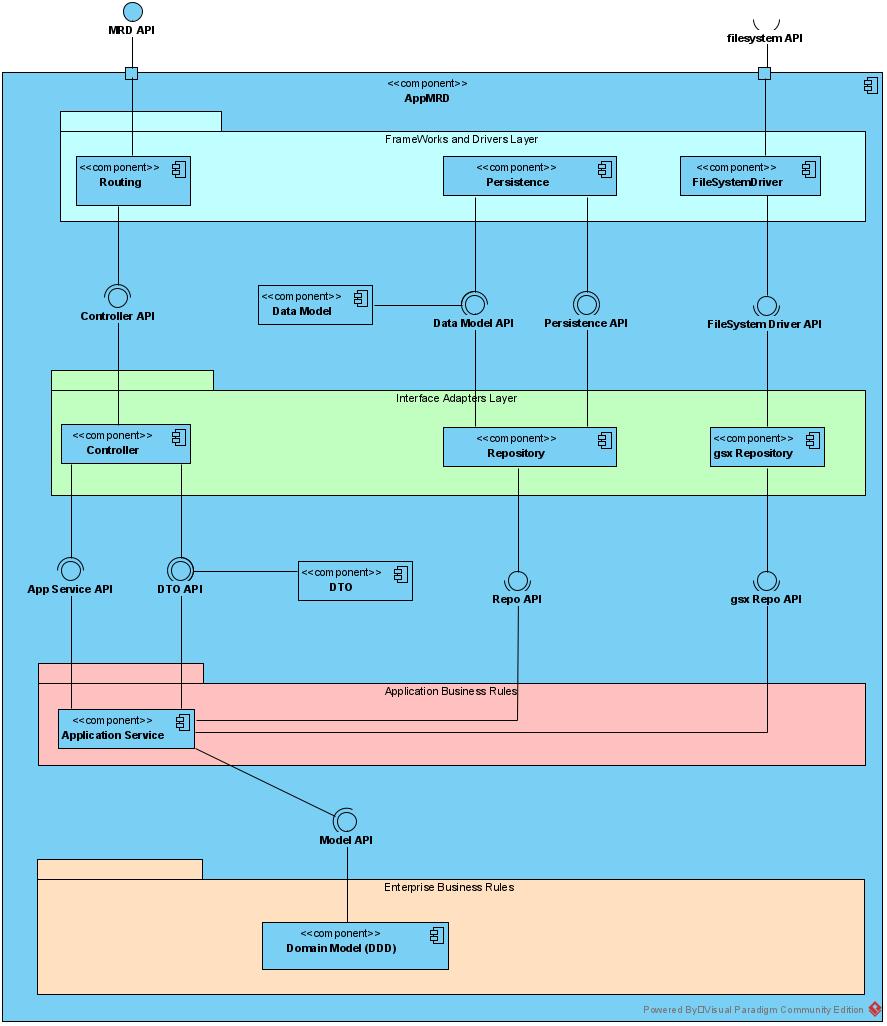 MRD API
filesystem API
<<component>>
AppMRD
FrameWorks and Drivers Layer
<<component>>
Routing
<<component>>
Persistence
<<component>>
FileSystemDriver
Controller API
<<component>>
Data Model
Data Model API
Persistence API
FileSystem Driver API
Interface Adapters Layer
<<component>>
Controller
<<component>>
Repository
<<component>>
gsx Repository
App Service API
DTO API
<<component>>
DTO
Repo API
gsx Repo API
Application Business Rules
<<component>>
Application Service
Model API
Enterprise Business Rules
<<component>>
Domain Model (DDD)
Powered By Visual Paradigm Community Edition